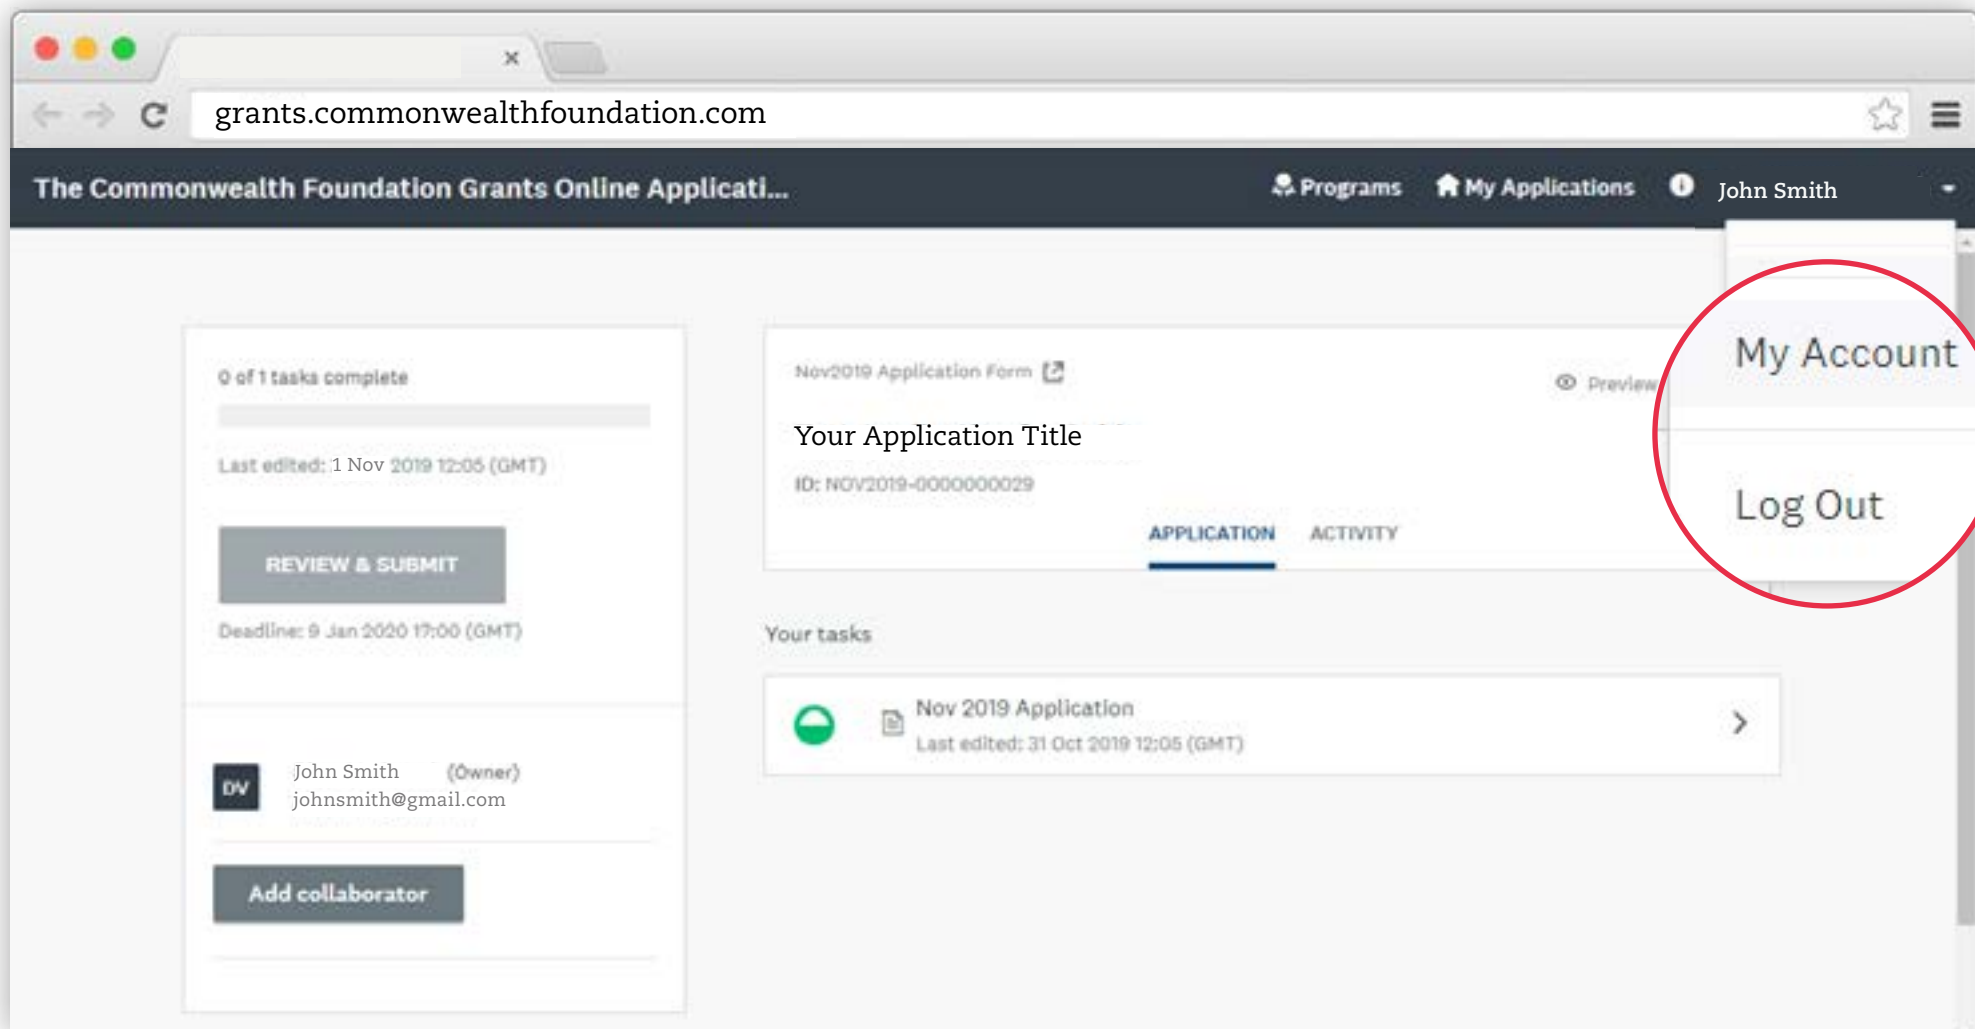 grants.commonwealthfoundation.com
The Commonwealth Foundation Grants Online Applicati...
Programs
My Applications
John Smith
My Account
Log Out
0 of 1 tasks complete
Last edited: 1 Nov 2019 12:05 (GMT)
REVIEW & SUBMIT
Deadline: 9 Jan 2020 17:00 (GMT)
DV
John Smith (Owner)
johnsmith@gmail.com
Add collaborator
Nov2019 Application Form
Preview
Your Application Title
ID: NOV2019-0000000029
APPLICATION ACTIVITY
Your tasks
Nov 2019 Application
Last edited: 31 Oct 2019 12:05 (GMT)